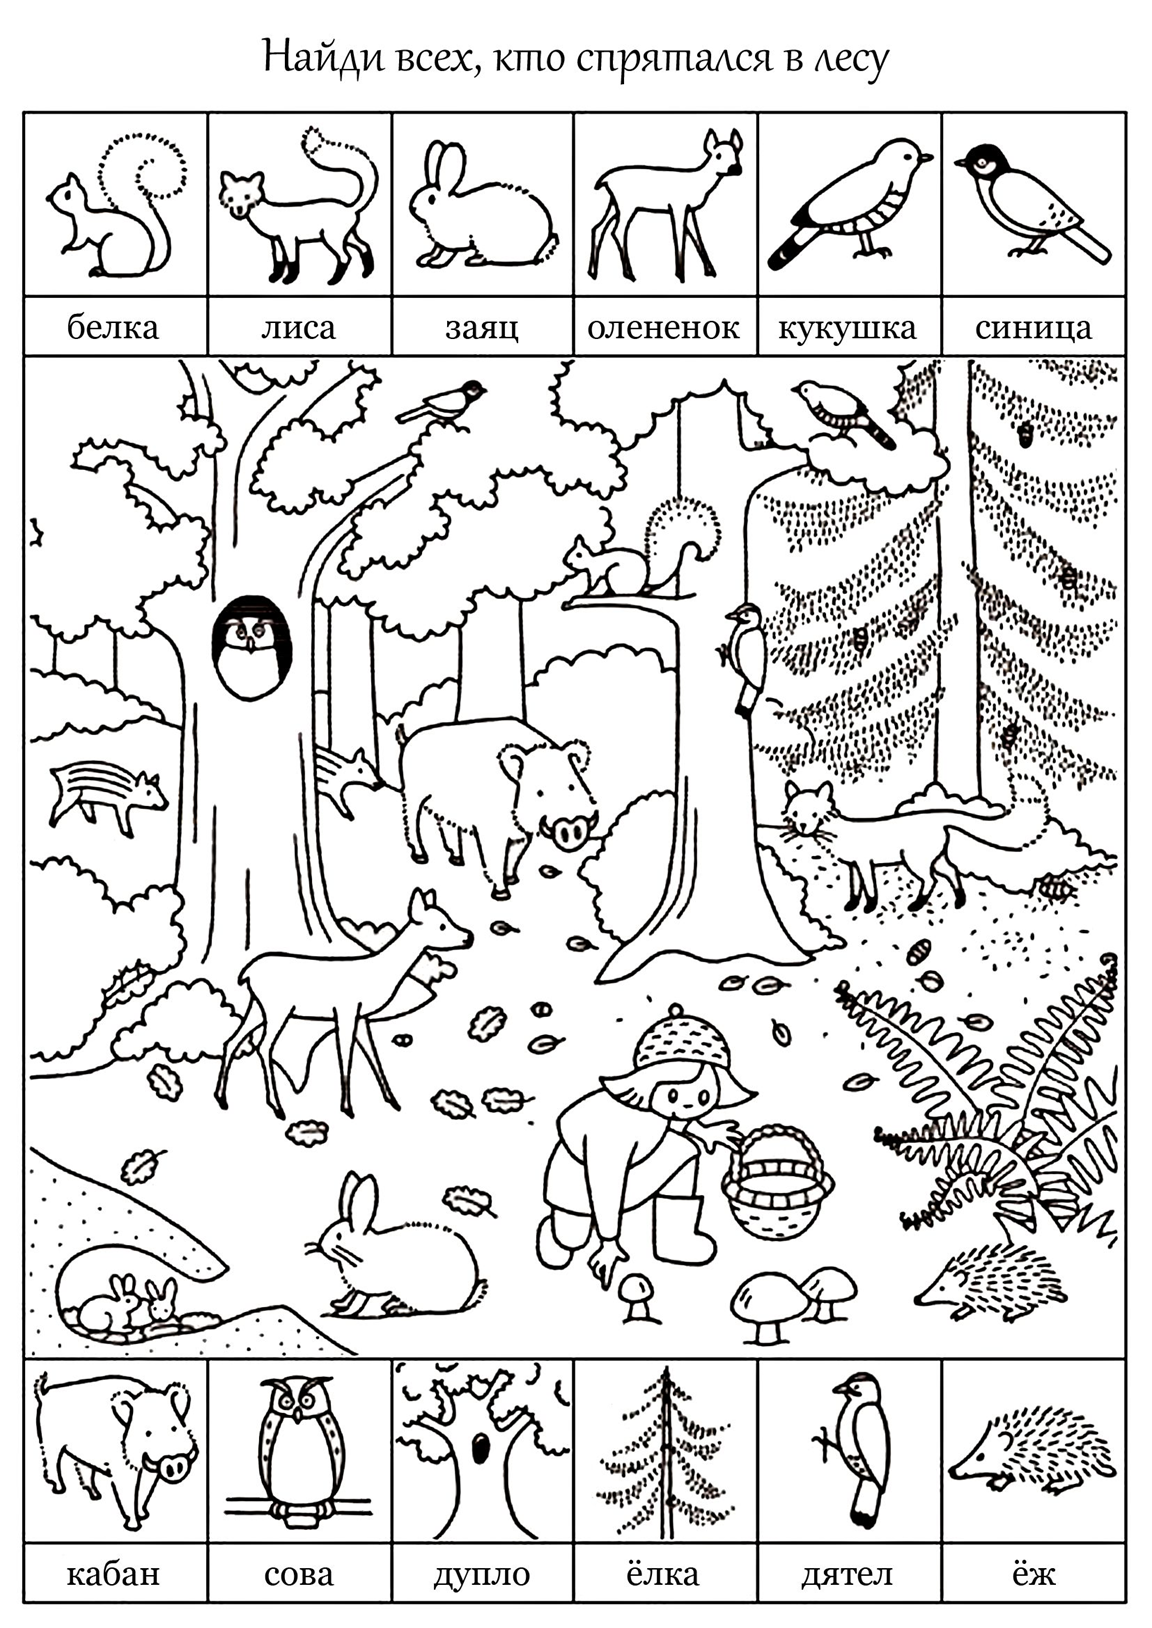 Найди всех, кто спрятался в лесу
белка лиса заяц олененок кукушка синица
кабан сова дупло ёлка дятел ёж